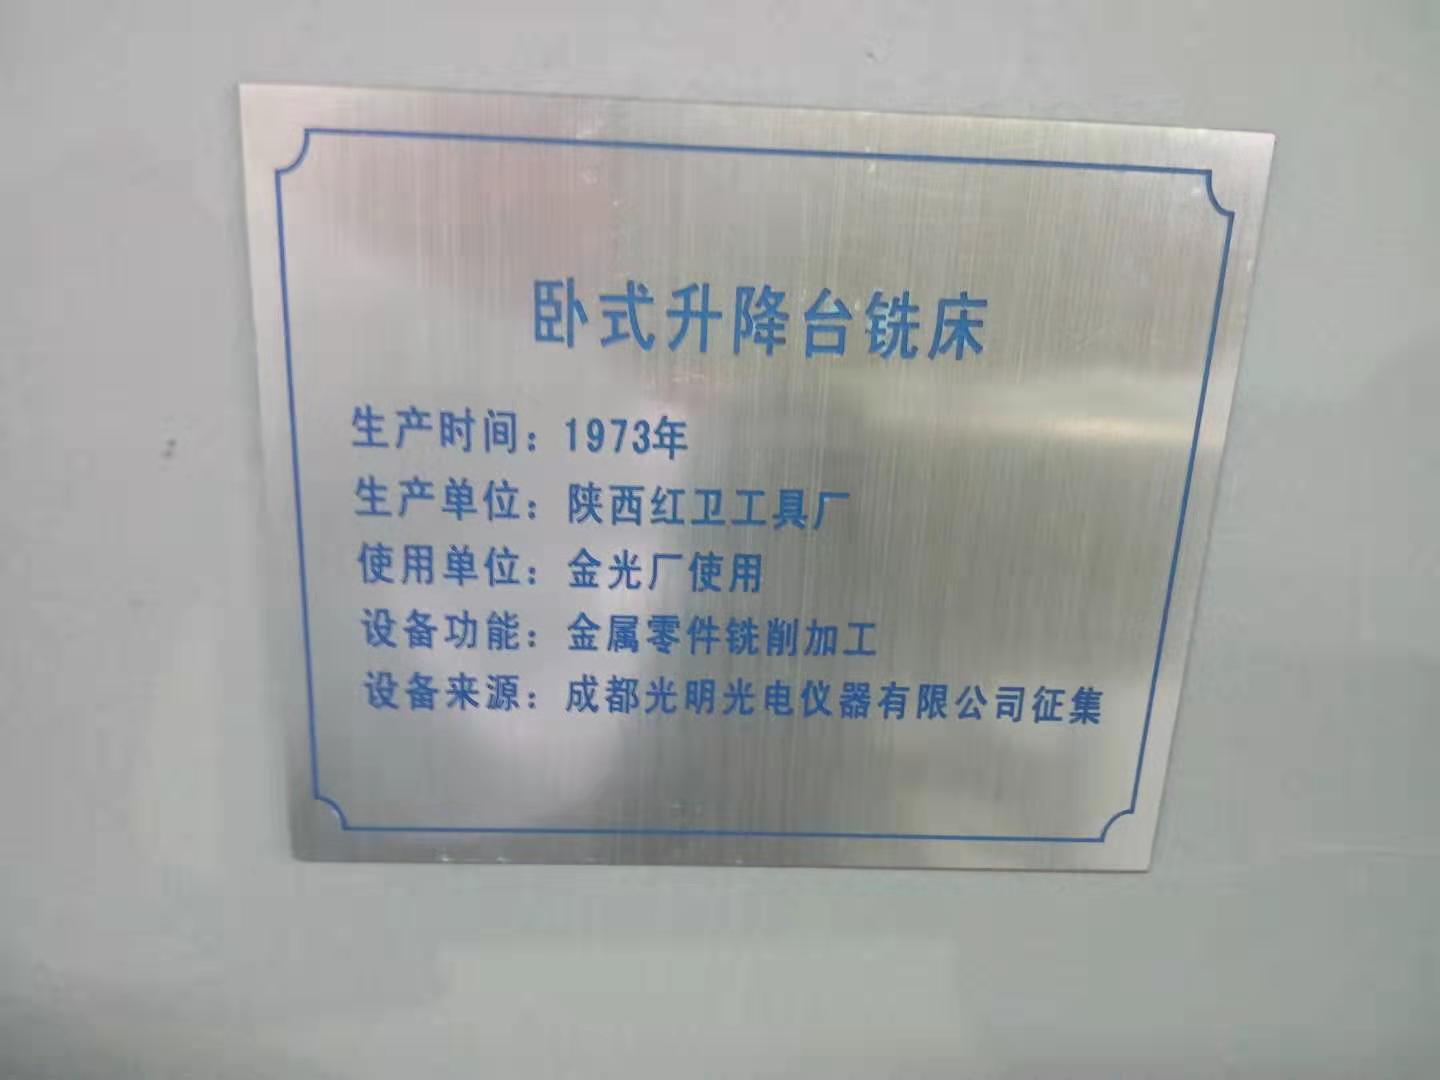 卧式升降台铣床
生产时间：1973年
生产单位：陕西红卫工具厂
使用单位：金光厂使用
设备功能：金属零件铣削加工
设备来源：成都光明光电仪器有限公司征集